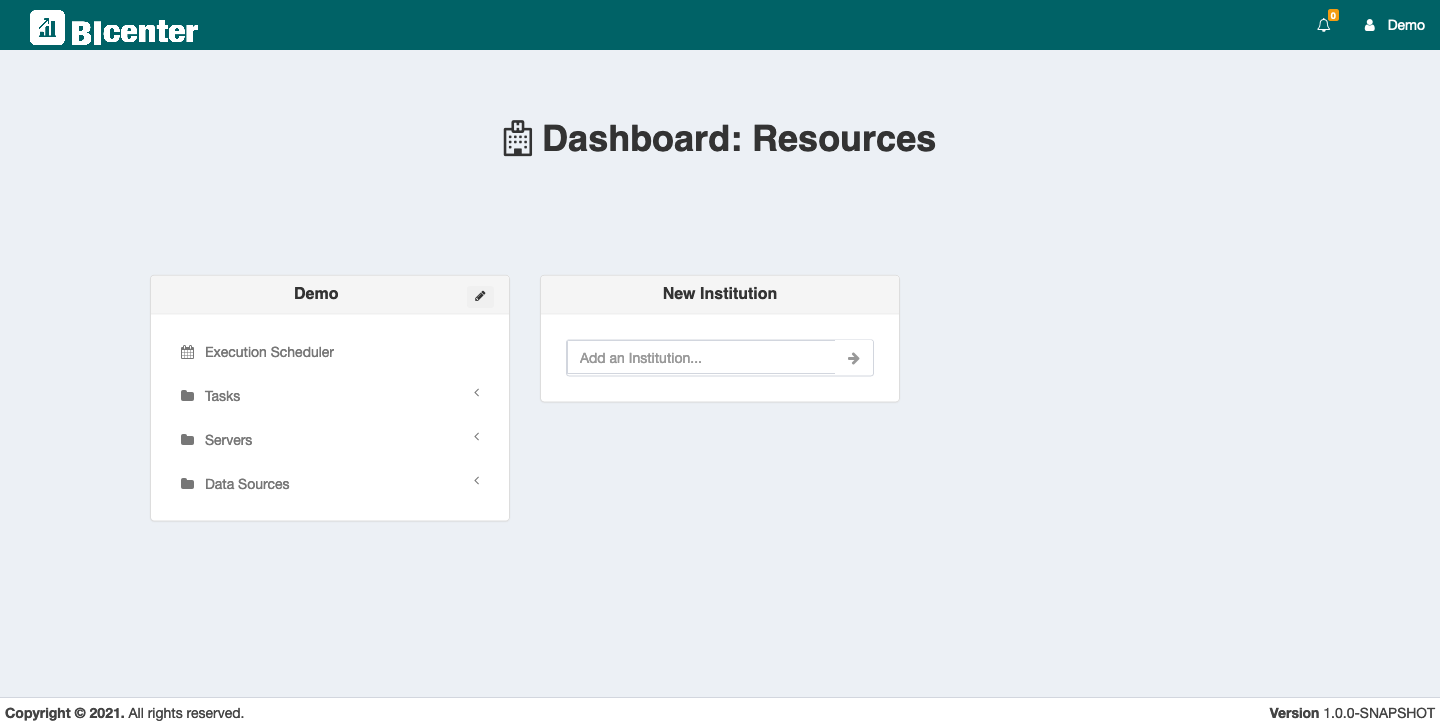 BIcenter
0
Demo
Dashboard: Resources
Demo
Execution Scheduler
Tasks
Servers
Data Sources
New Institution
Add an Institution...
Copyright © 2021. All rights reserved.
Version 1.0.0-SNAPSHOT